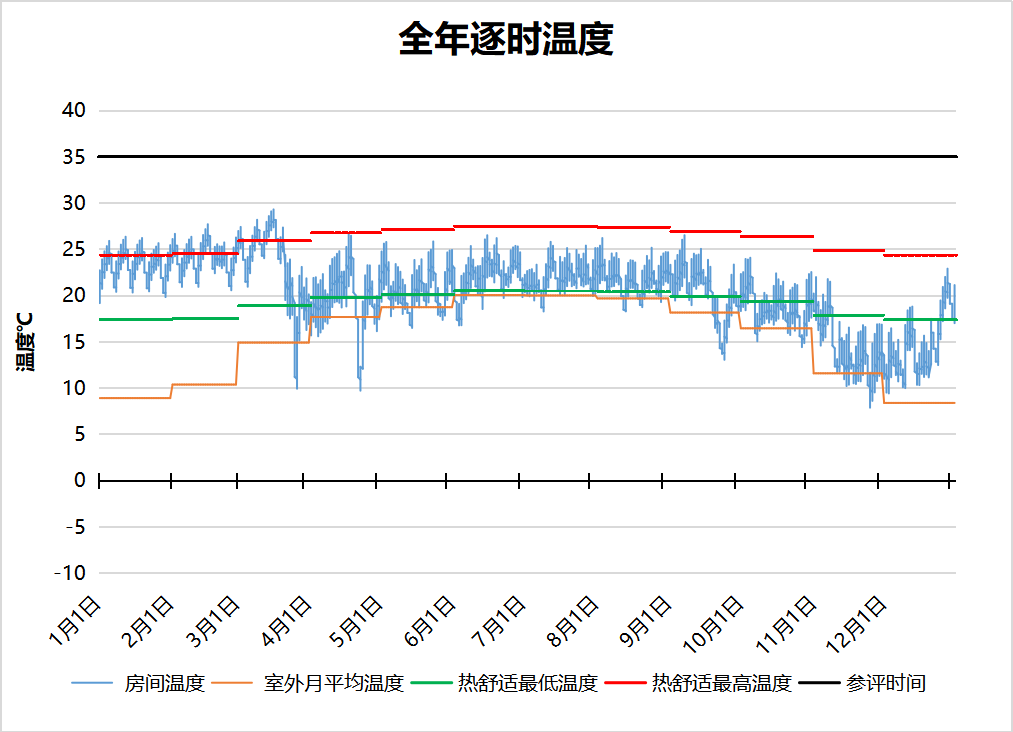 全年逐时温度
40
35
30
25
20
15
10
5
0
-5
-10
温度℃
1月1日
2月1日
3月1日
4月1日
5月1日
6月1日
7月1日
8月1日
9月1日
10月1日
11月1日
12月1日
房间温度 室外月平均温度 热舒适最低温度 热舒适最高温度 参评时间